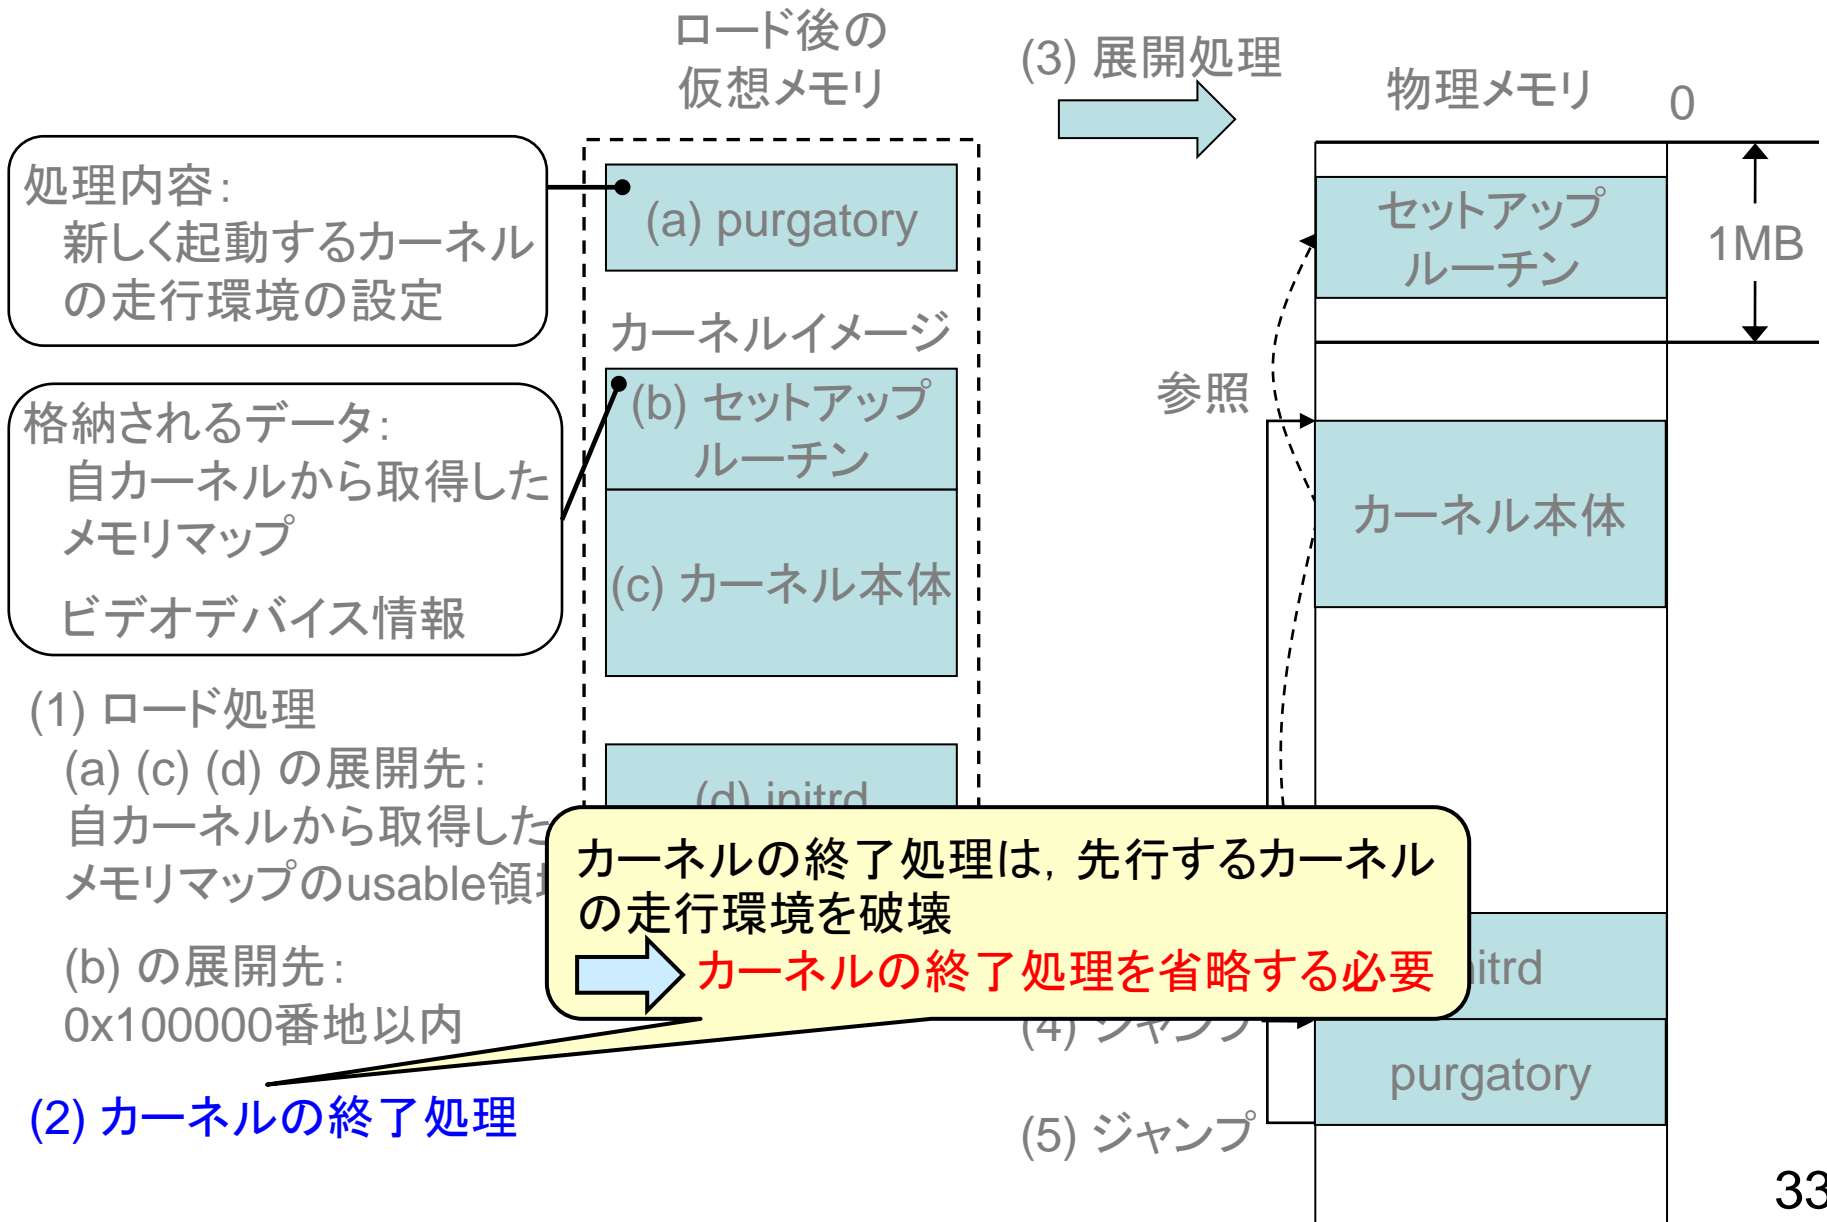 ロード後の
仮想メモリ
(3) 展開処理
物理メモリ
0
処理内容:
新しく起動するカーネル
の走行環境の設定
(a) purgatory
セットアップ
ルーチン
1MB
カーネルイメージ
格納されるデータ:
自カーネルから取得した
メモリマップ
ビデオデバイス情報
(b) セットアップ
ルーチン
(c) カーネル本体
参照
カーネル本体
(1) ロード処理
(a) (c) (d) の展開先:
自カーネルから取得した
メモリマップのusable領
(d) initrd
カーネルの終了処理は, 先行するカーネル
の走行環境を破壊
カーネルの終了処理を省略する必要
(b) の展開先:
0x100000番地以内
itrd
(4) ジャンプ
purgatory
(2) カーネルの終了処理
(5) ジャンプ
33